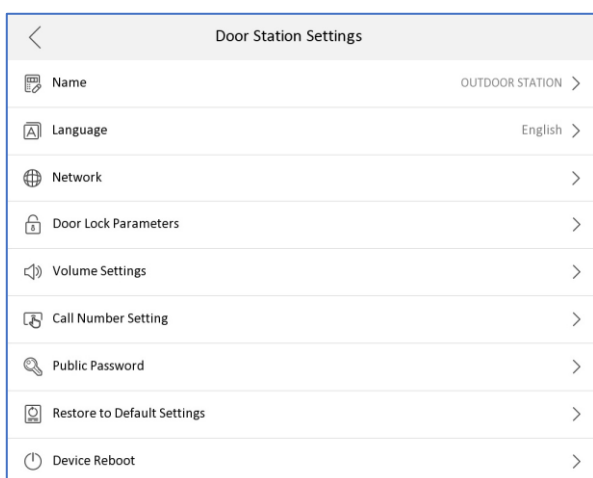 Door Station Settings
Name OUTDOOR STATION
Language English
Network
Door Lock Parameters
Volume Settings
Call Number Setting
Public Password
Restore to Default Settings
Device Reboot